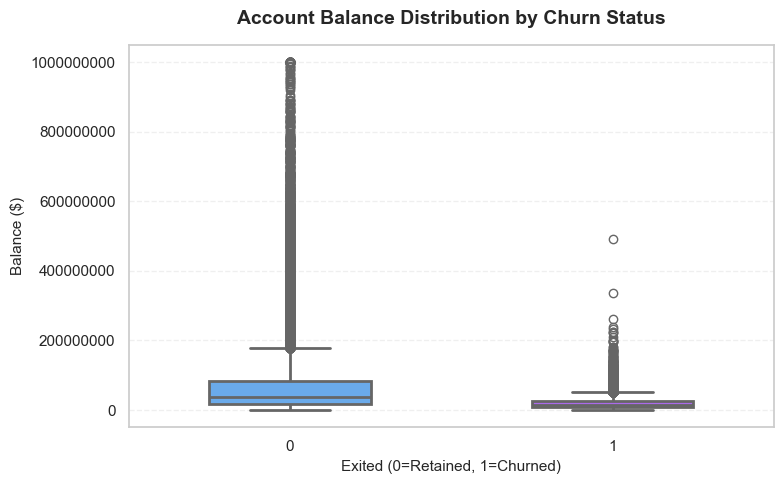 Account Balance Distribution by Churn Status
Balance ($)
1000000000
800000000
600000000
400000000
200000000
0
0
1
Exited (0=Retained, 1=Churned)